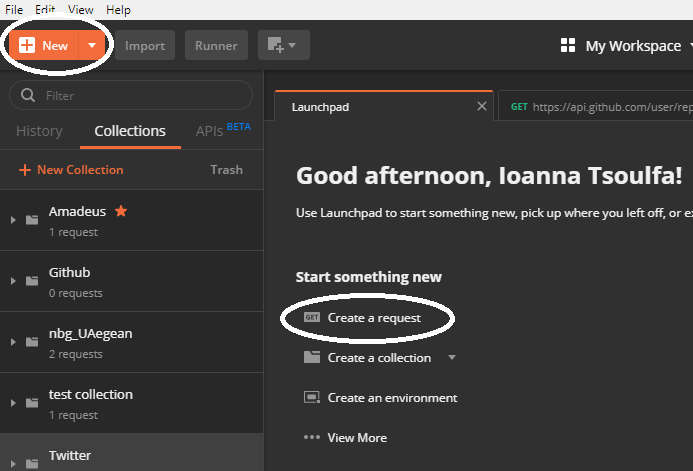 File Edit View Help
New Import Runner My Workspace
Filter
History Collections APIs BETA
New Collection Trash
Amadeus
1 request
Github
0 requests
nbg_UAegean
2 requests
test collection
1 request
Twitter
Launchpad GET https://api.github.com/user/rep
Good afternoon, Ioanna Tsoulfa!
Use Launchpad to start something new, pick up where you left off, or ex
Start something new
GET Create a request
Create a collection
Create an environment
View More